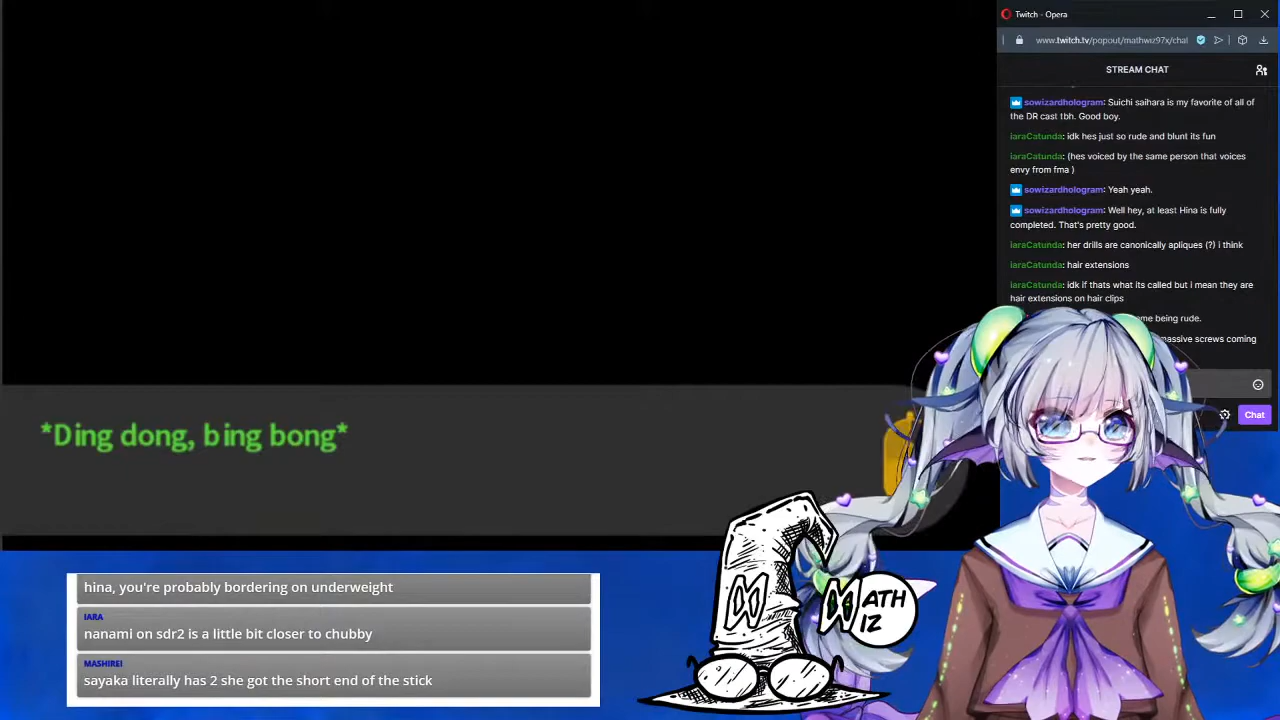 Twitch - Opera
www.twitch.tv/popout/mathwiz97x/chat
STREAM CHAT
sowizardhologram: Suichi saihara is my favorite of all of
the DR cast tbh. Good boy.
iaraCatunda: idk hes just so rude and blunt its fun
iaraCatunda: (hes voiced by the same person that voices
envy from fma )
sowizardhologram: Yeah yeah.
sowizardhologram: Well hey, at least Hina is fully
completed. That's pretty good.
iaraCatunda: her drills are canonically apliques (?) i think
iaraCatunda: hair extensions
iaraCatunda: idk if thats what its called but i mean they are
hair extensions on hair clips
being rude.
massive screws coming
Chat
*Ding dong, bing bong*
hina, you're probably bordering on underweight
IARA
nanami on sdr2 is a little bit closer to chubby
MASHIREI
sayaka literally has 2 she got the short end of the stick
MATH
WIZ